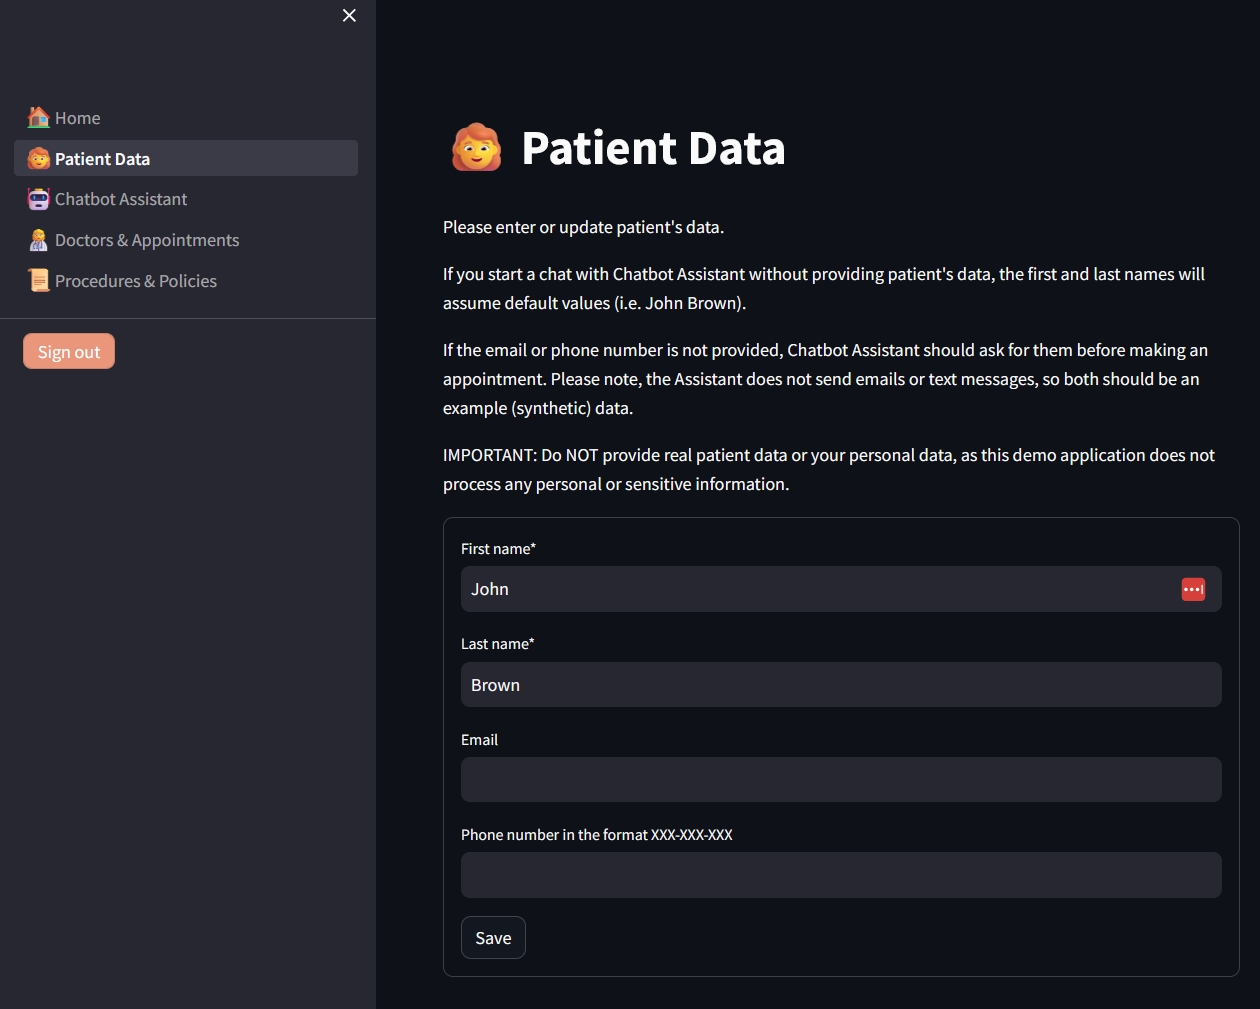 Home
Patient Data
Chatbot Assistant
Doctors & Appointments
Procedures & Policies
Sign out
Patient Data
Please enter or update patient's data.
If you start a chat with Chatbot Assistant without providing patient's data, the first and last names will
assume default values (i.e. John Brown).
If the email or phone number is not provided, Chatbot Assistant should ask for them before making an
appointment. Please note, the Assistant does not send emails or text messages, so both should be an
example (synthetic) data.
IMPORTANT: Do NOT provide real patient data or your personal data, as this demo application does not
process any personal or sensitive information.
First name*
John
Last name*
Brown
Email
Phone number in the format XXX-XXX-XXX
Save